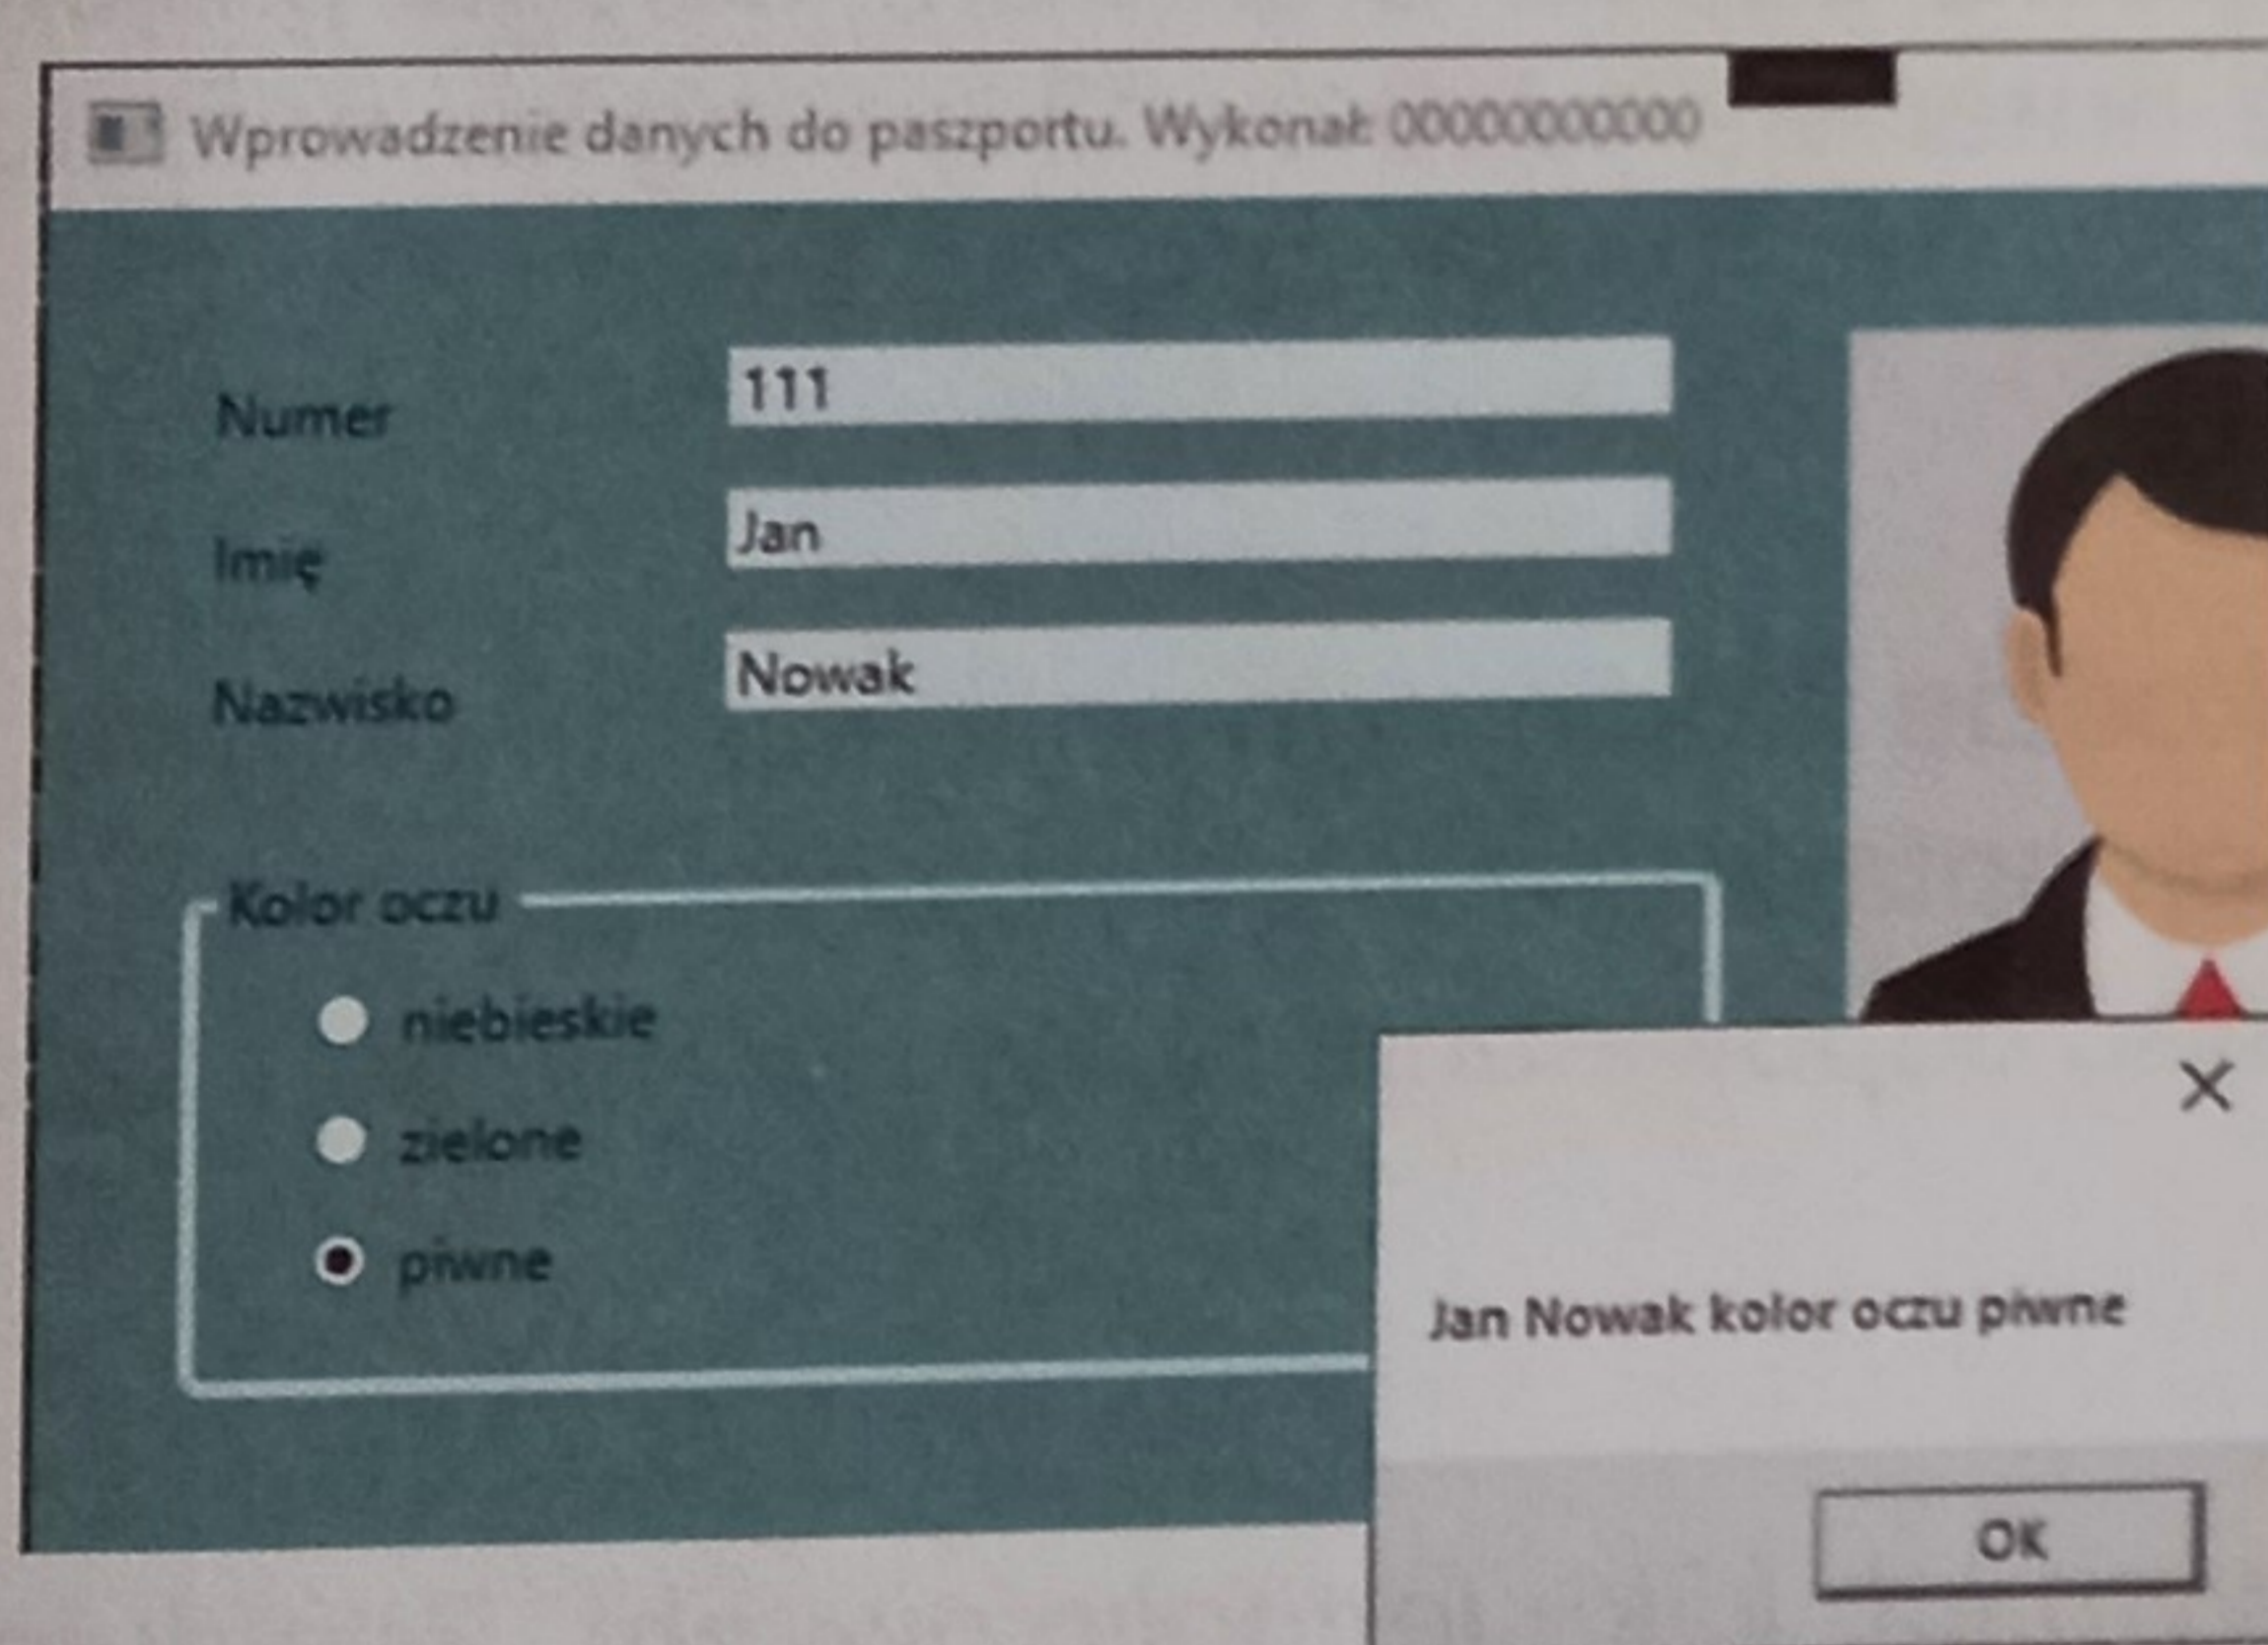 Wprowadzenie danych do paszportu. Wykonał: 00000000000
Numer
111
Imię
Jan
Nazwisko
Nowak
Kolor oczu
niebieskie
zielone
piwne
Jan Nowak kolor oczu piwne
OK